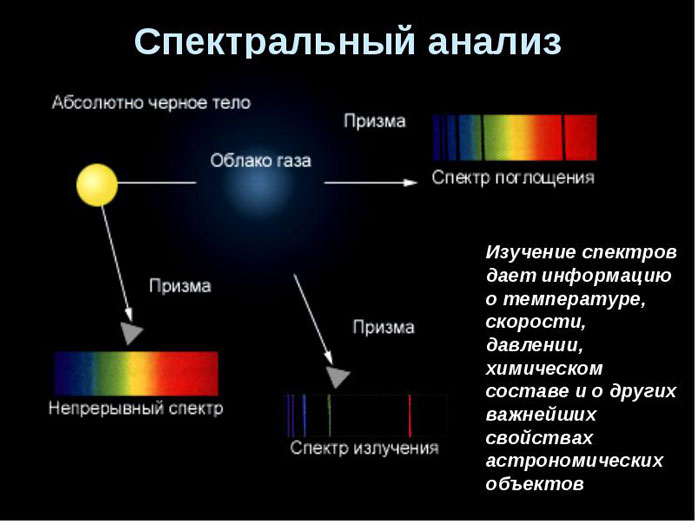 Спектральный анализ
Абсолютно черное тело
Призма
Облако газа
Спектр поглощения
Изучение спектров
дает информацию
о температуре,
скорости,
давлении,
химическом
составе и о других
важнейших
свойствах
астрономических
объектов
Призма
Призма
Непрерывный спектр
Спектр излучения